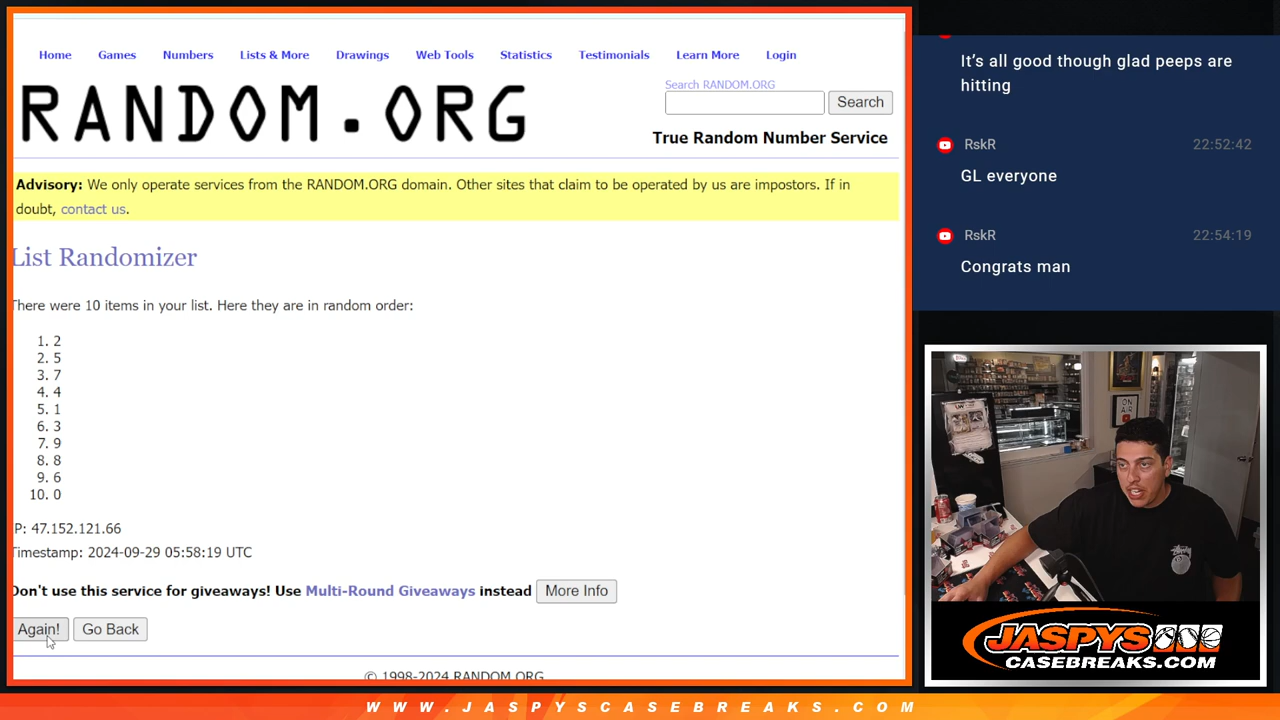 Home Games Numbers Lists & More Drawings Web Tools Statistics Testimonials Learn More Login
RANDOM.ORG
Search RANDOM.ORG
Search
True Random Number Service
Advisory: We only operate services from the RANDOM.ORG domain. Other sites that claim to be operated by us are impostors. If in
doubt, contact us.
List Randomizer
There were 10 items in your list. Here they are in random order:
1. 2
2. 5
3. 7
4. 4
5. 1
6. 3
7. 9
8. 8
9. 6
10. 0
P: 47.152.121.66
Timestamp: 2024-09-29 05:58:19 UTC
Don't use this service for giveaways! Use Multi-Round Giveaways instead More Info
Again! Go Back
© 1998-2024 RANDOM.ORG
It's all good though glad peeps are
hitting
RskR 22:52:42
GL everyone
RskR 22:54:19
Congrats man
ON
AIR
JASPYS
CASEBREAKS.COM
WWW.JASPYSCASEBREAKS.COM